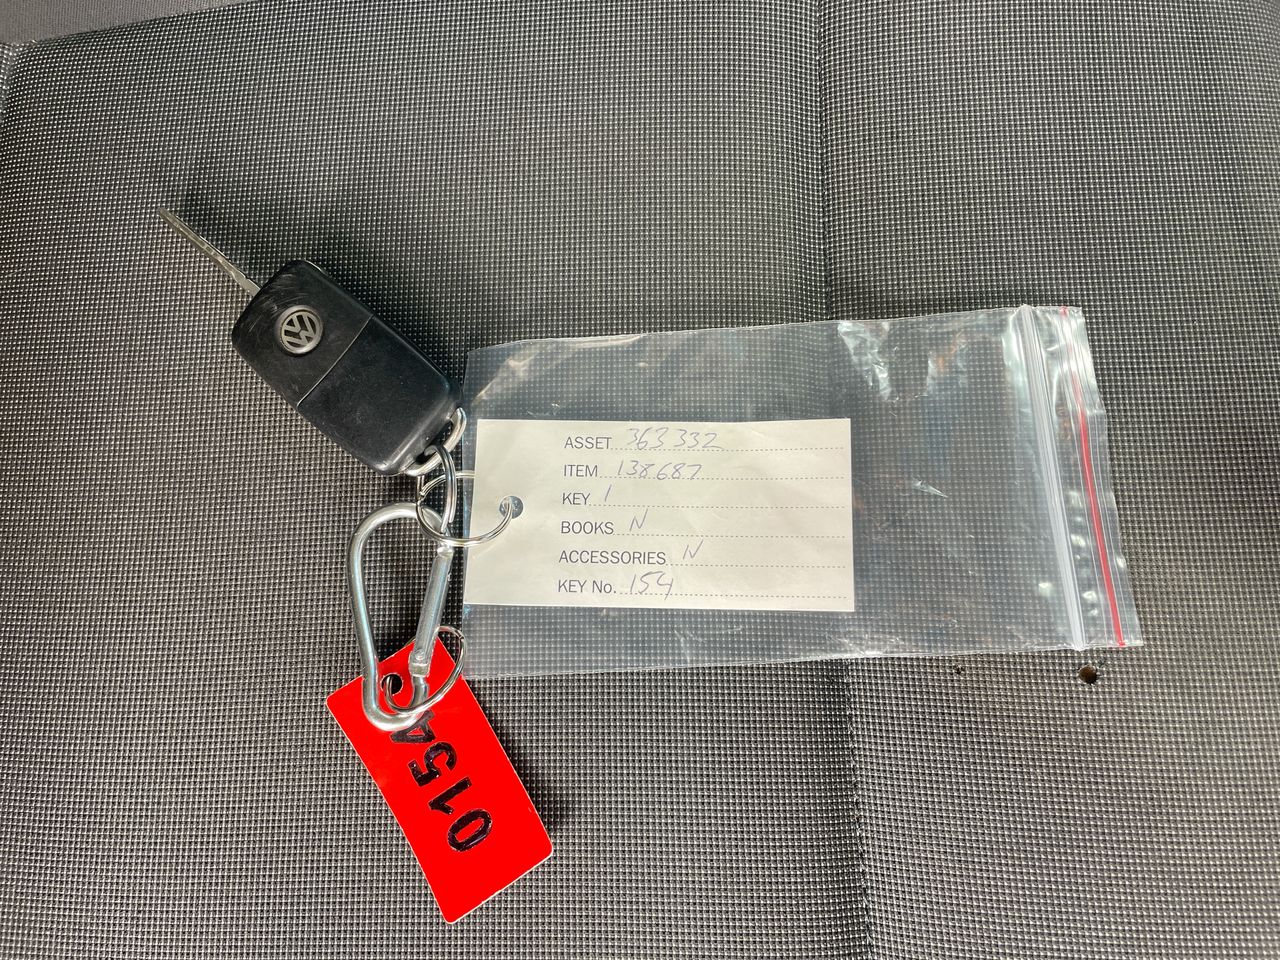 ASSET 363332
ITEM 138687
KEY 1
BOOKS N
ACCESSORIES N
KEY No. 154
0154